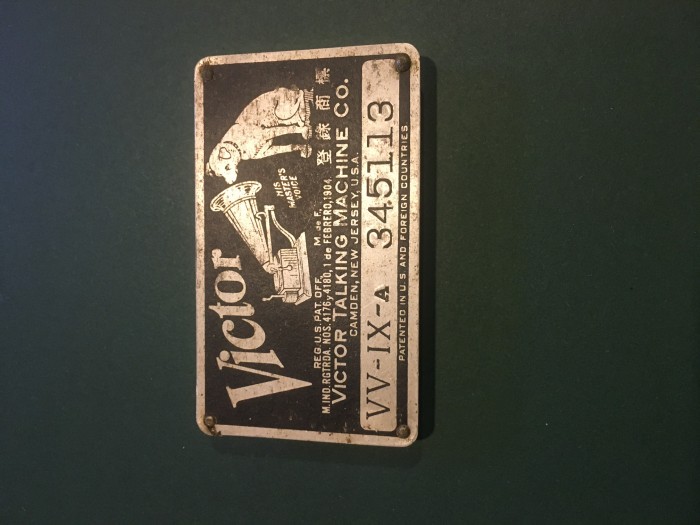 Victor
HIS
MASTER'S
VOICE
REG. U.S. PAT. OFF. M. de F.
M. IND. RGTRDA. NOS. 4176 y 4180, 1 de FEBRERO, 1904. 登録商標
VICTOR TALKING MACHINE CO.
CAMDEN, NEW JERSEY, U.S.A.
VV-IX-A 345113
PATENTED IN U.S AND FOREIGN COUNTRIES